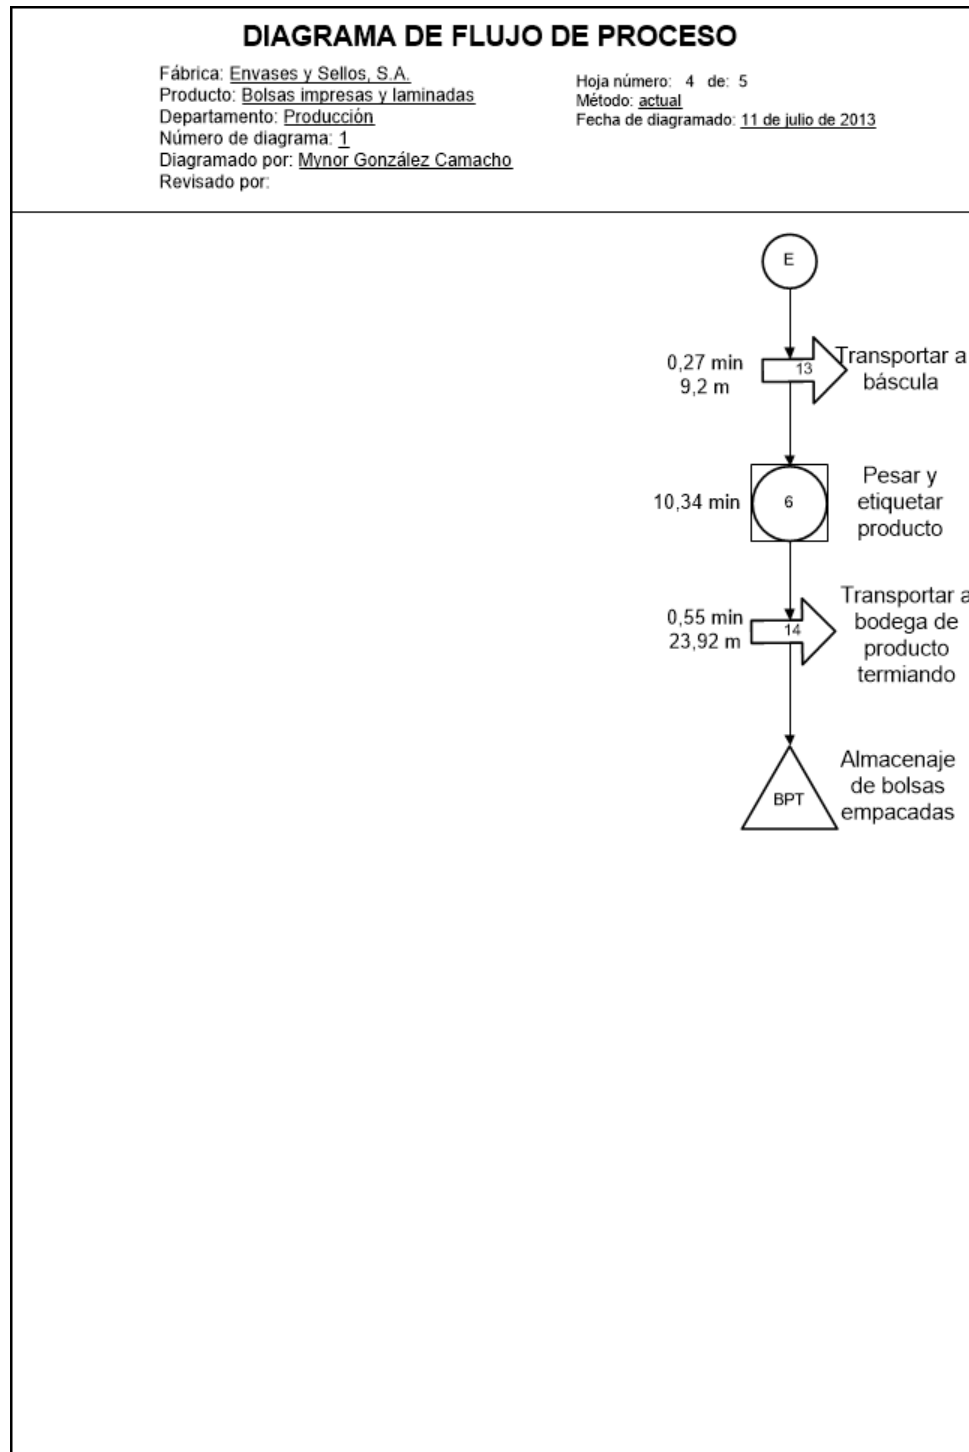 DIAGRAMA DE FLUJO DE PROCESO
Fábrica: Envases y Sellos, S.A.
Producto: Bolsas impresas y laminadas
Departamento: Producción
Número de diagrama: 1
Diagramado por: Mynor González Camacho
Revisado por:
Hoja número: 4 de: 5
Método: actual
Fecha de diagramado: 11 de julio de 2013
E
0,27 min
9,2 m
13
Transportar a
báscula
10,34 min
6
Pesar y
etiquetar
producto
0,55 min
23,92 m
14
Transportar a
bodega de
producto
termiando
BPT
Almacenaje
de bolsas
empacadas